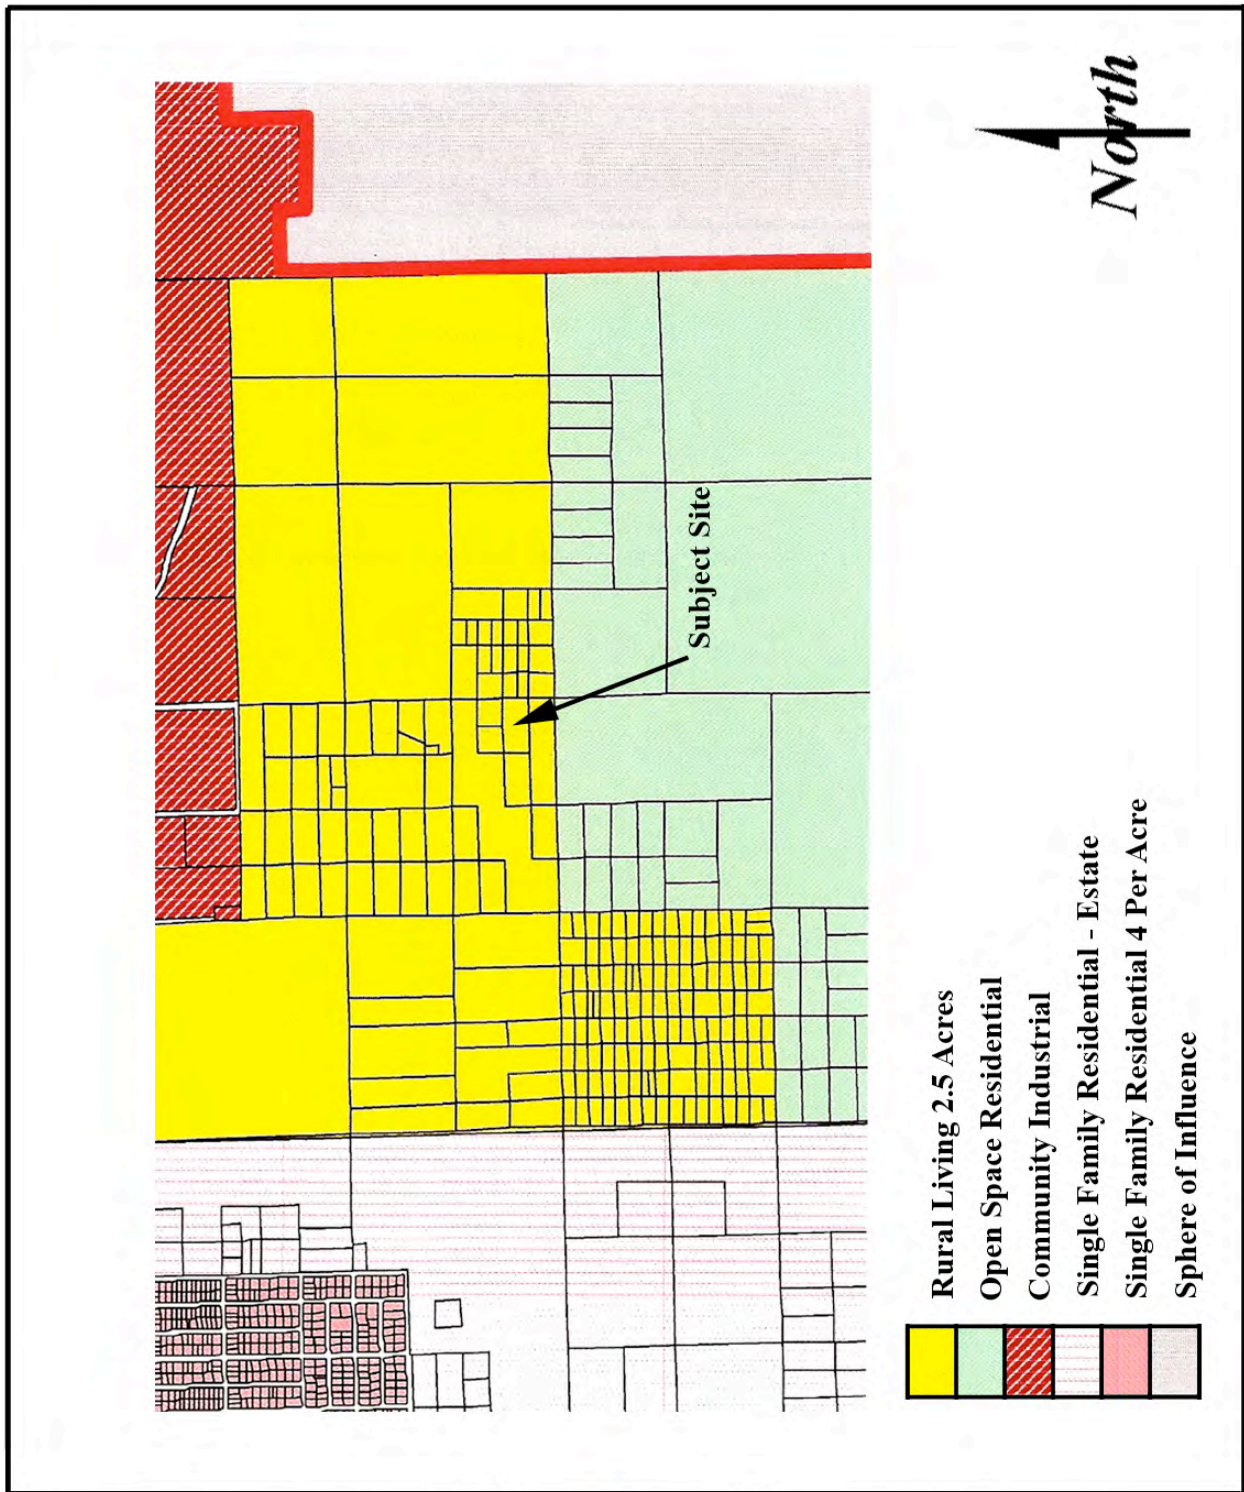 North
Subject Site
Rural Living 2.5 Acres
Open Space Residential
Community Industrial
Single Family Residential - Estate
Single Family Residential 4 Per Acre
Sphere of Influence